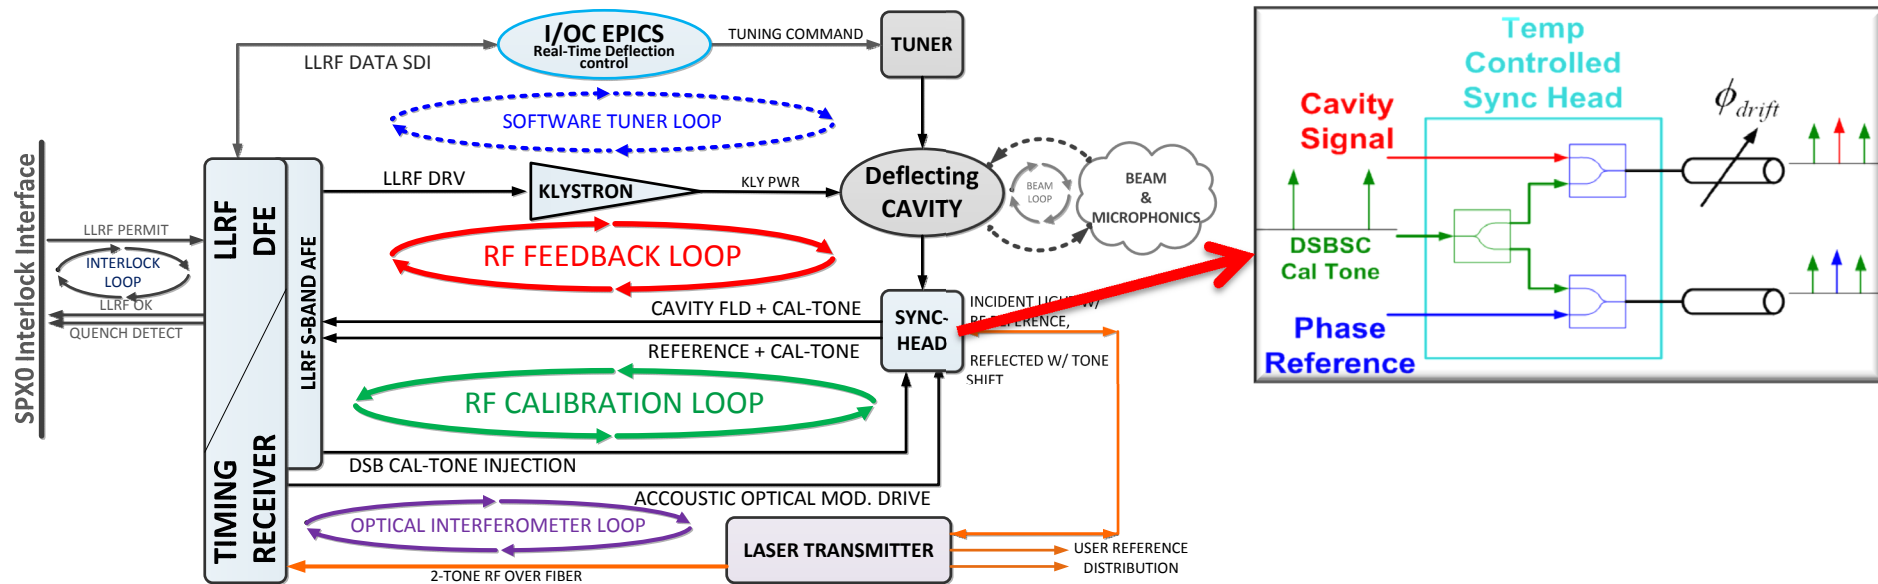 I/OC EPICS
Real-Time Deflection
control
TUNING COMMAND
TUNER
LLRF DATA SDI
SOFTWARE TUNER LOOP
SPX0 Interlock Interface
LLRF PERMIT
INTERLOCK
LOOP
LLRF OK
QUENCH DETECT
LLRF
DFE
TIMING
RECEIVER
LLRF S-BAND AFE
LLRF DRV
KLYSTRON
KLY PWR
Deflecting
CAVITY
BEAM
LOOP
BEAM
&
MICROPHONICS
RF FEEDBACK LOOP
CAVITY FLD + CAL-TONE
REFERENCE + CAL-TONE
SYNC-
HEAD
INCIDENT LIGHT W/
RF REFERENCE,
REFLECTED W/ TONE
SHIFT
RF CALIBRATION LOOP
DSB CAL-TONE INJECTION
ACCOUSTIC OPTICAL MOD. DRIVE
OPTICAL INTERFEROMETER LOOP
LASER TRANSMITTER
USER REFERENCE
DISTRIBUTION
2-TONE RF OVER FIBER
Temp
Controlled
Sync Head
Cavity
Signal
ϕdrift
DSBSC
Cal Tone
Phase
Reference